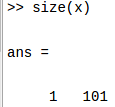 >> size(x)
ans =
1 101